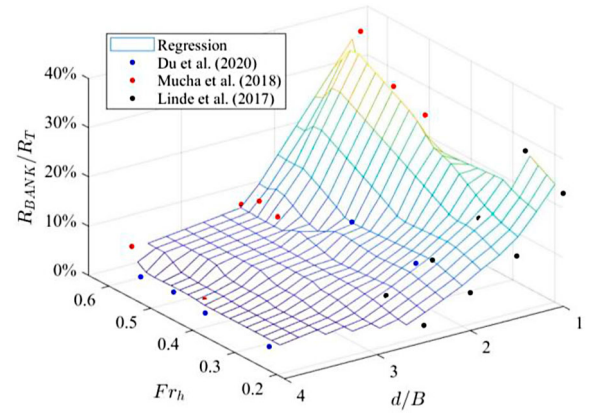 Regression
Du et al. (2020)
Mucha et al. (2018)
Linde et al. (2017)
40%
30%
20%
10%
0%
R_BANK/R_T
0.6
0.5
0.4
0.3
0.2
Fr_h
4
3
2
1
d/B